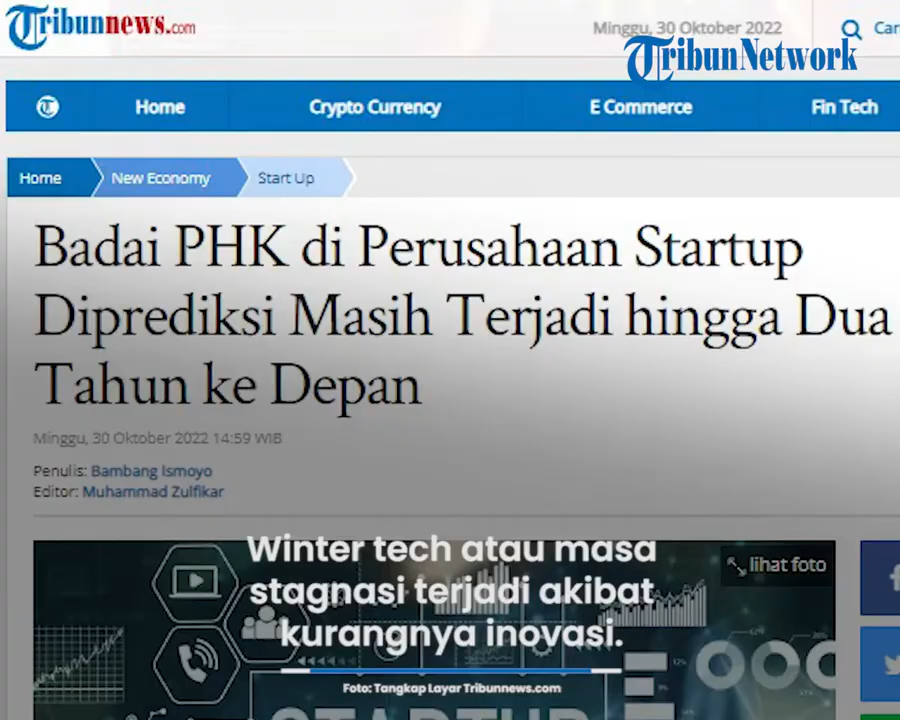 Tribunnews.com
Minggu, 30 Oktober 2022
Car
TribunNetwork
Home
Crypto Currency
E Commerce
Fin Tech
Home
New Economy
Start Up
Badai PHK di Perusahaan Startup
Diprediksi Masih Terjadi hingga Dua
Tahun ke Depan
Minggu, 30 Oktober 2022 14:59 WIB
Penulis: Bambang Ismoyo
Editor: Muhammad Zulfikar
lihat foto
Winter tech atau masa
stagnasi terjadi akibat
kurangnya inovasi.
Foto: Tangkap Layar Tribunnews.com
STARTUP